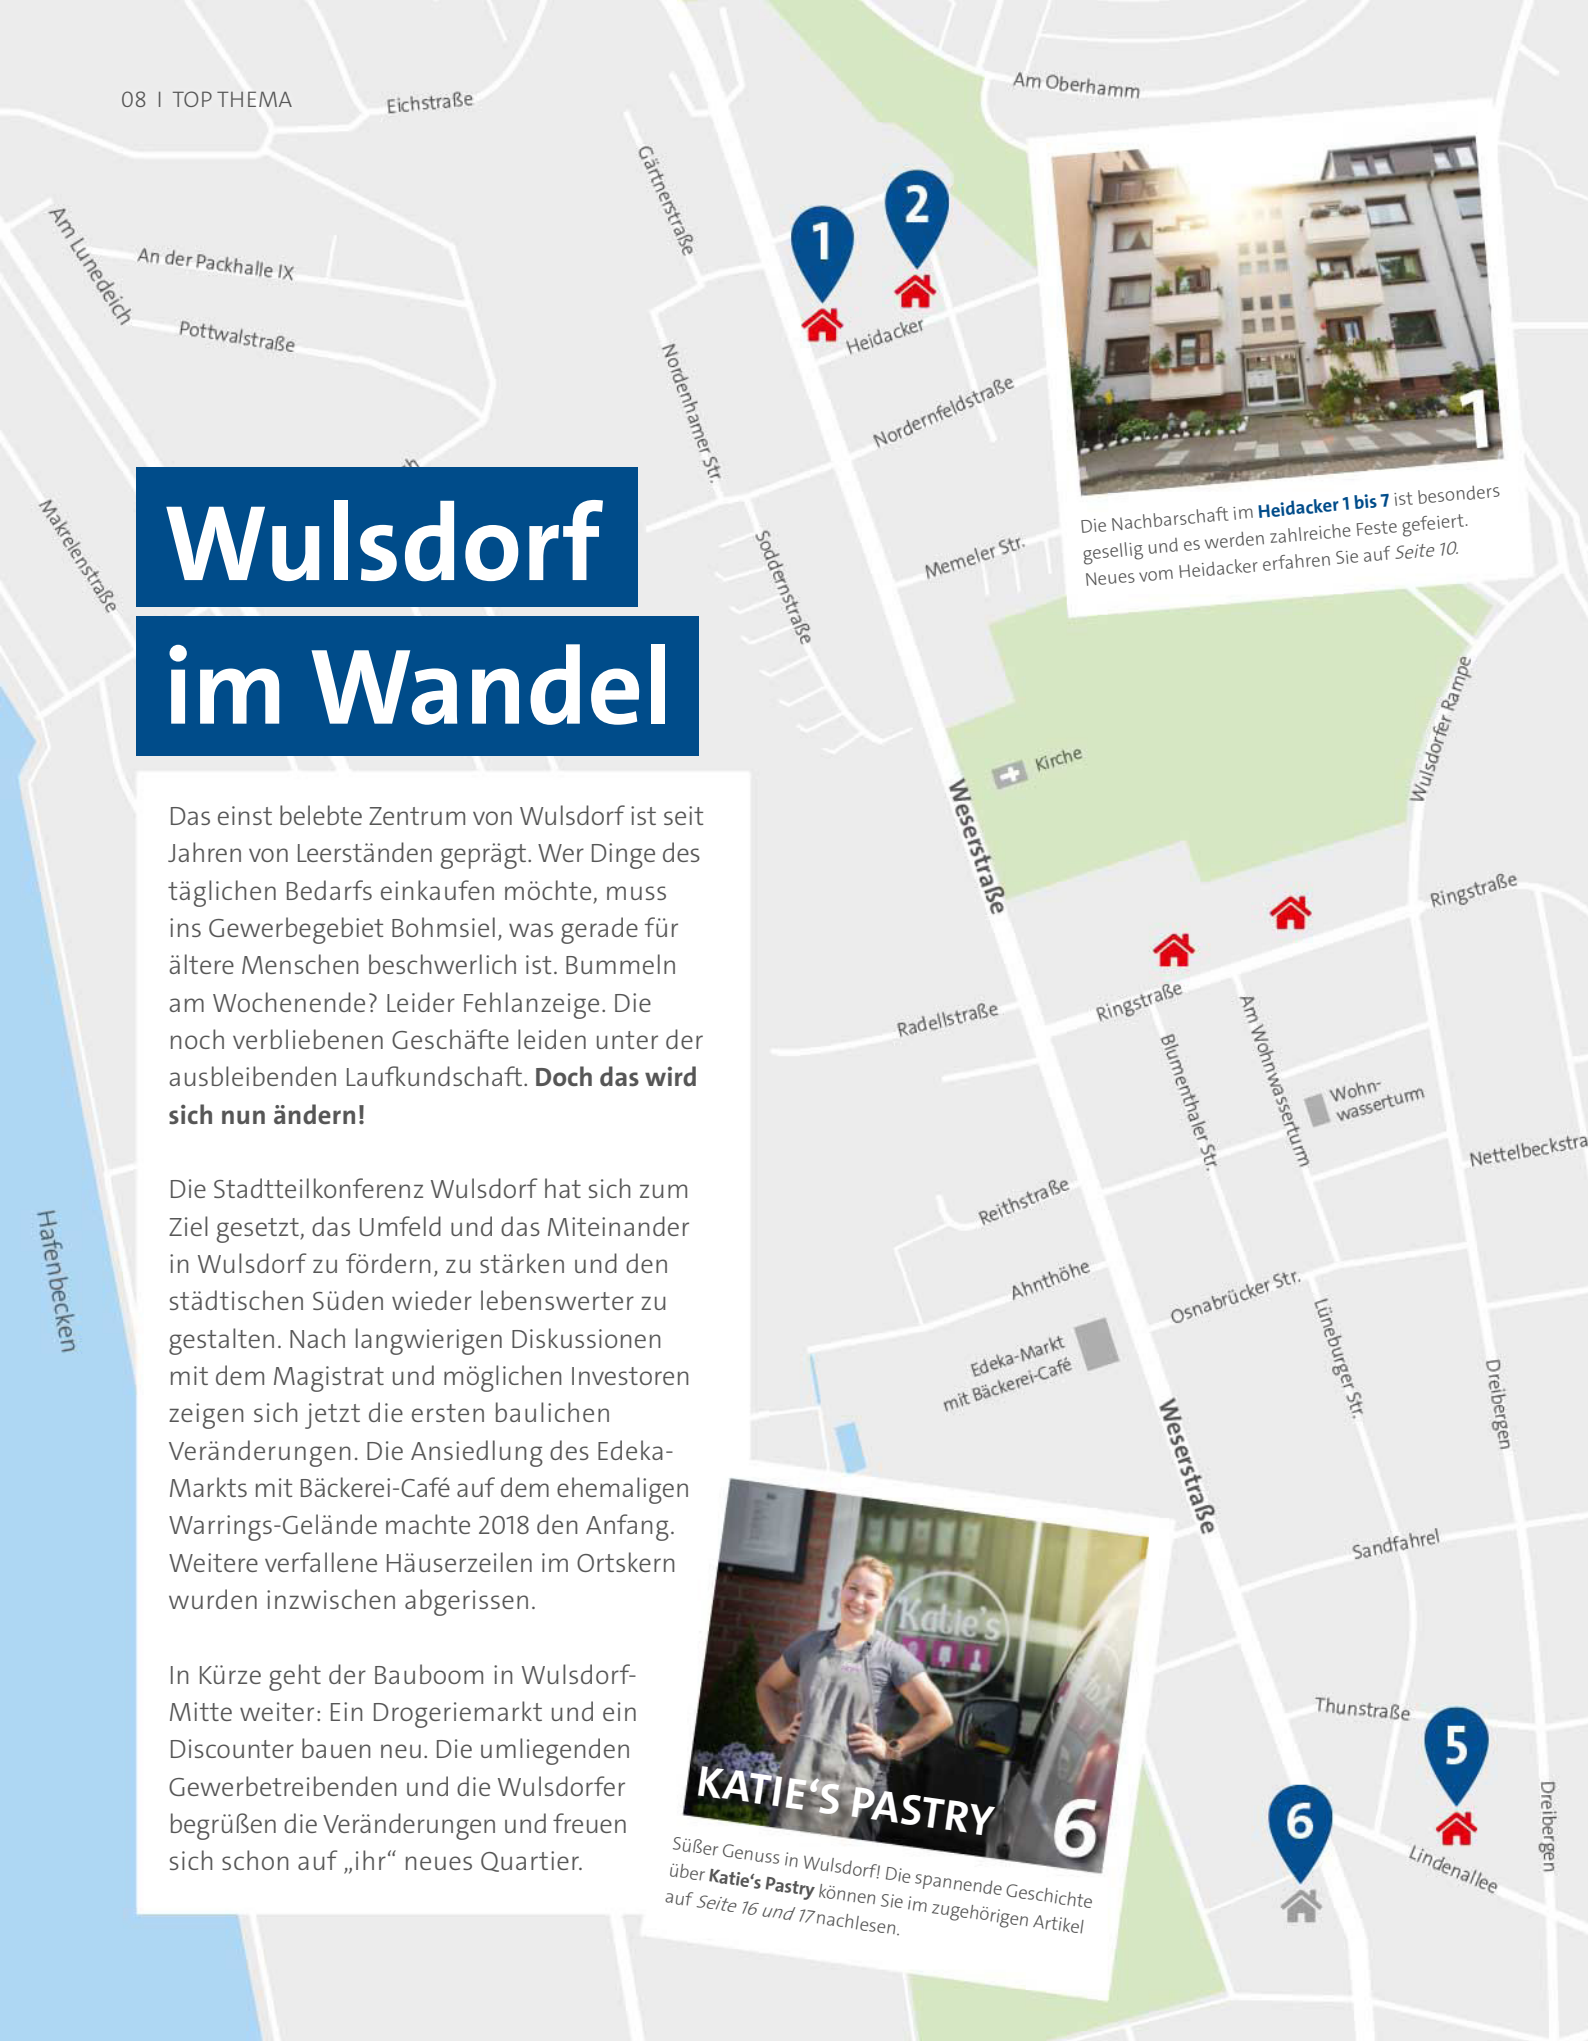 08 I TOP THEMA
Eichstraße
Am Oberhamm
Gärtnerstraße
Am Lunedeich
An der Packhalle IX
Pottwalstraße
1
2
Heidacker
Nordenhamer Str.
Nordernfeldstraße
1
Die Nachbarschaft im Heidacker 1 bis 7 ist besonders
gesellig und es werden zahlreiche Feste gefeiert.
Neues vom Heidacker erfahren Sie auf Seite 10.
Makrelenstraße
Soddernstraße
Memeler Str.
Wulsdorf
im Wandel
Wulsdorfer Rampe
Kirche
Weserstraße
Ringstraße
Das einst belebte Zentrum von Wulsdorf ist seit
Jahren von Leerständen geprägt. Wer Dinge des
täglichen Bedarfs einkaufen möchte, muss
ins Gewerbegebiet Bohmsiel, was gerade für
ältere Menschen beschwerlich ist. Bummeln
am Wochenende? Leider Fehlanzeige. Die
noch verbliebenen Geschäfte leiden unter der
ausbleibenden Laufkundschaft. Doch das wird
sich nun ändern!
Die Stadtteilkonferenz Wulsdorf hat sich zum
Ziel gesetzt, das Umfeld und das Miteinander
in Wulsdorf zu fördern, zu stärken und den
städtischen Süden wieder lebenswerter zu
gestalten. Nach langwierigen Diskussionen
mit dem Magistrat und möglichen Investoren
zeigen sich jetzt die ersten baulichen
Veränderungen. Die Ansiedlung des Edeka-
Markts mit Bäckerei-Café auf dem ehemaligen
Warrings-Gelände machte 2018 den Anfang.
Weitere verfallene Häuserzeilen im Ortskern
wurden inzwischen abgerissen.
In Kürze geht der Bauboom in Wulsdorf-
Mitte weiter: Ein Drogeriemarkt und ein
Discounter bauen neu. Die umliegenden
Gewerbetreibenden und die Wulsdorfer
begrüßen die Veränderungen und freuen
sich schon auf „ihr“ neues Quartier.
Hafenbecken
Radellstraße
Ringstraße
Am Wohnwasserturm
Blumenthaler Str.
Wohn-
wasserturm
Nettelbeckstra
Reithstraße
Ahnthöhe
Osnabrücker Str.
Lüneburger Str.
Edeka-Markt
mit Bäckerei-Café
Dreibergen
Weserstraße
Sandfahrel
Thunstraße
5
6
Dreibergen
Lindenallee
Katie's
KATIE‘S PASTRY
6
Süßer Genuss in Wulsdorf! Die spannende Geschichte
über Katie‘s Pastry können Sie im zugehörigen Artikel
auf Seite 16 und 17 nachlesen.